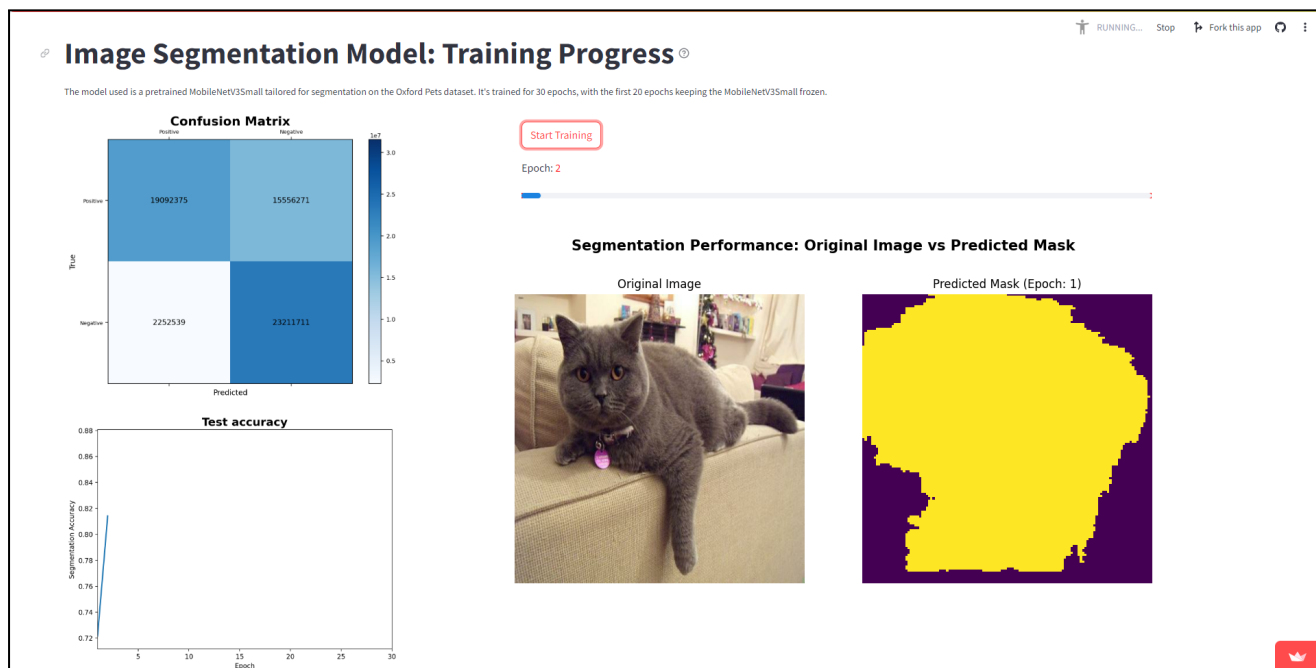 RUNNING... Stop Fork this app
Image Segmentation Model: Training Progress
The model used is a pretrained MobileNetV3Small tailored for segmentation on the Oxford Pets dataset. It's trained for 30 epochs, with the first 20 epochs keeping the MobileNetV3Small frozen.
Confusion Matrix
Positive Negative
1e7
Positive
19092375 15556271
True
Negative
2252539 23211711
Predicted
3.0
2.5
2.0
1.5
1.0
0.5
Test accuracy
Segmentation Accuracy
0.88
0.86
0.84
0.82
0.80
0.78
0.76
0.74
0.72
5 10 15 20 25 30
Epoch
Start Training
Epoch: 2
Segmentation Performance: Original Image vs Predicted Mask
Original Image
Predicted Mask (Epoch: 1)